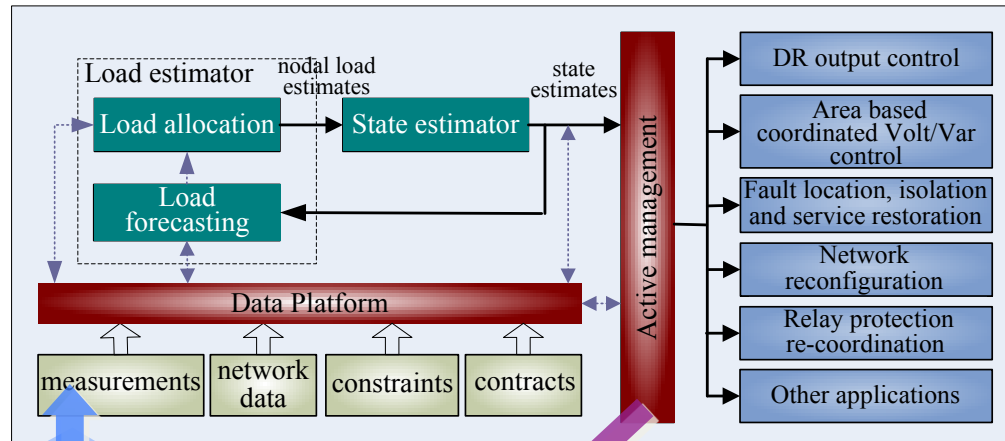 Load estimator
nodal load
estimates
state
estimates
Load allocation
State estimator
Load
forecasting
Data Platform
measurements
network
data
constraints
contracts
Active management
DR output control
Area based
coordinated Volt/Var
control
Fault location, isolation
and service restoration
Network
reconfiguration
Relay protection
re-coordination
Other applications